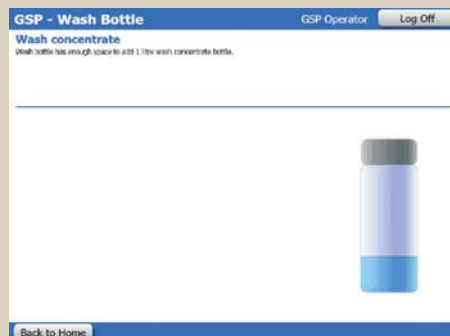 GSP - Wash Bottle
GSP Operator
Log Off
Wash concentrate
Wash bottle has enough space to add 1 litre wash concentrate bottle.
Back to Home